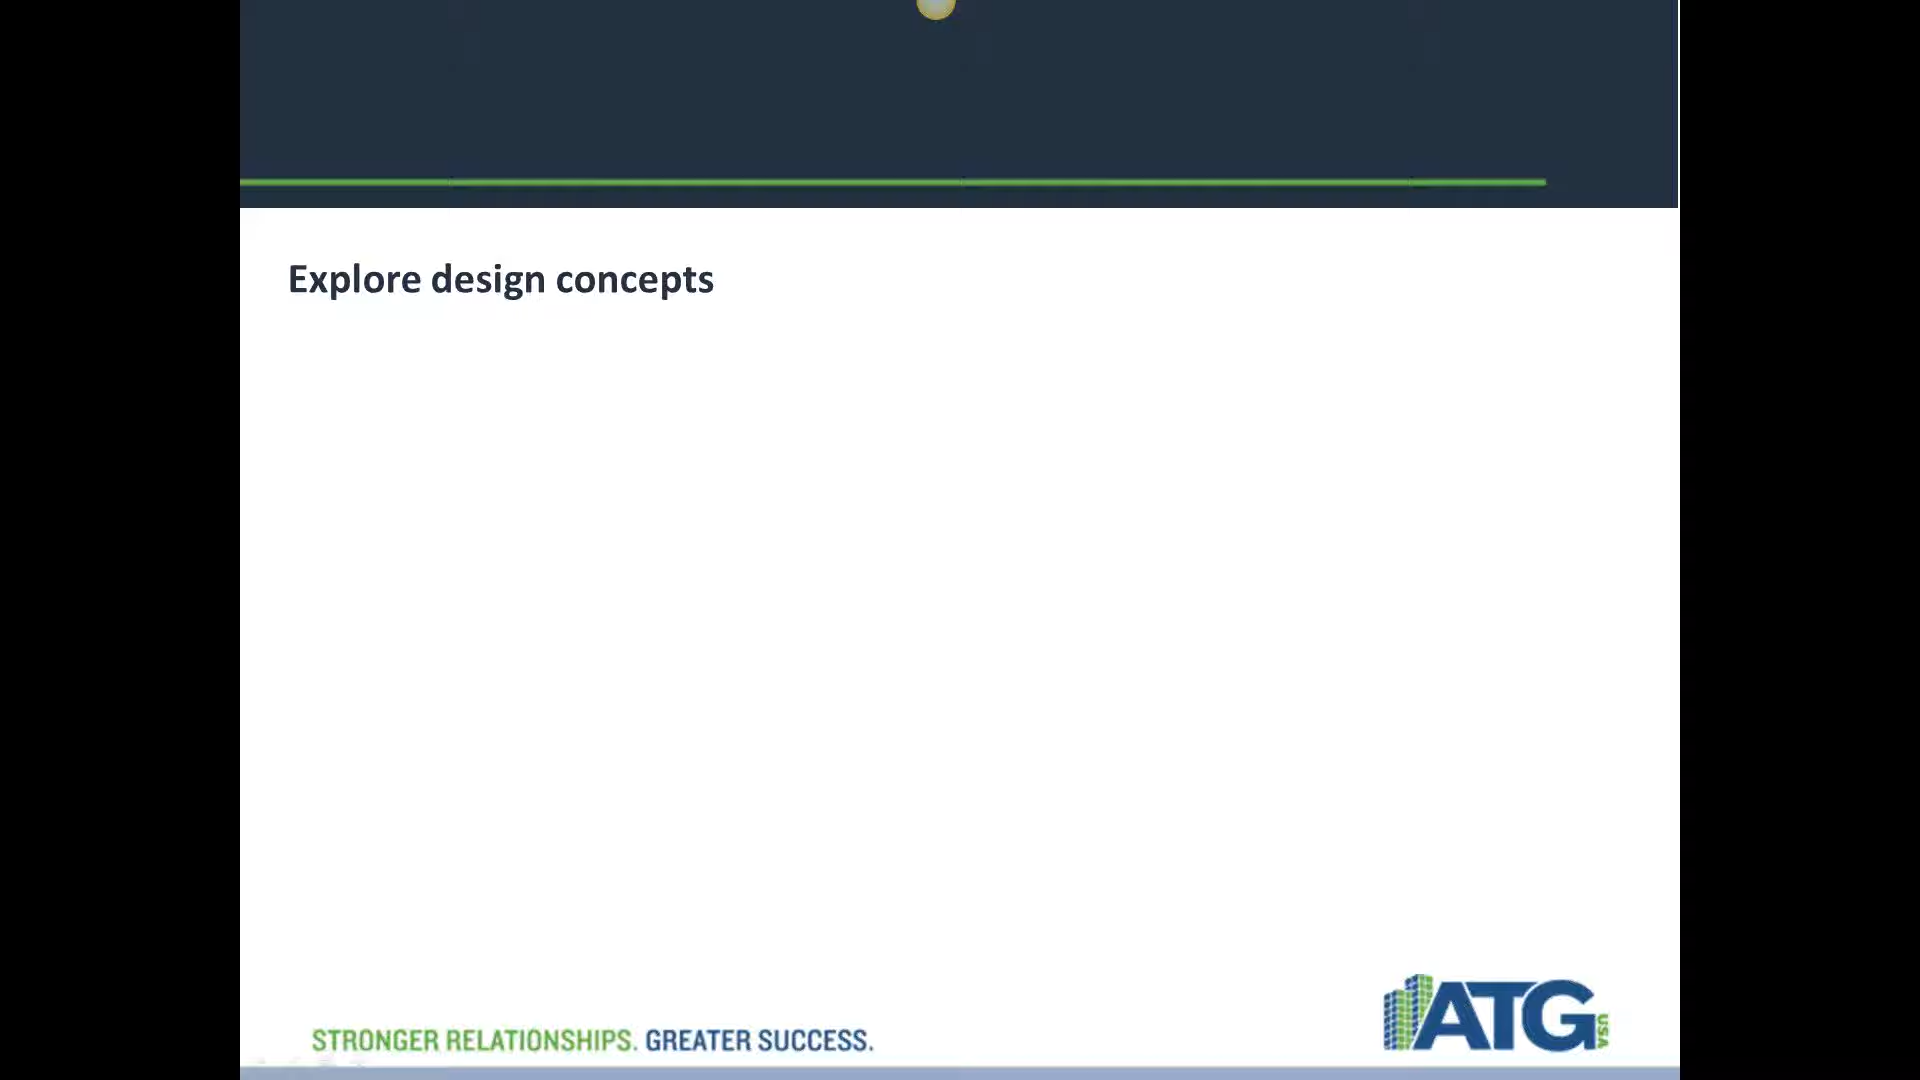 Explore design concepts
STRONGER RELATIONSHIPS. GREATER SUCCESS.
ATG USA